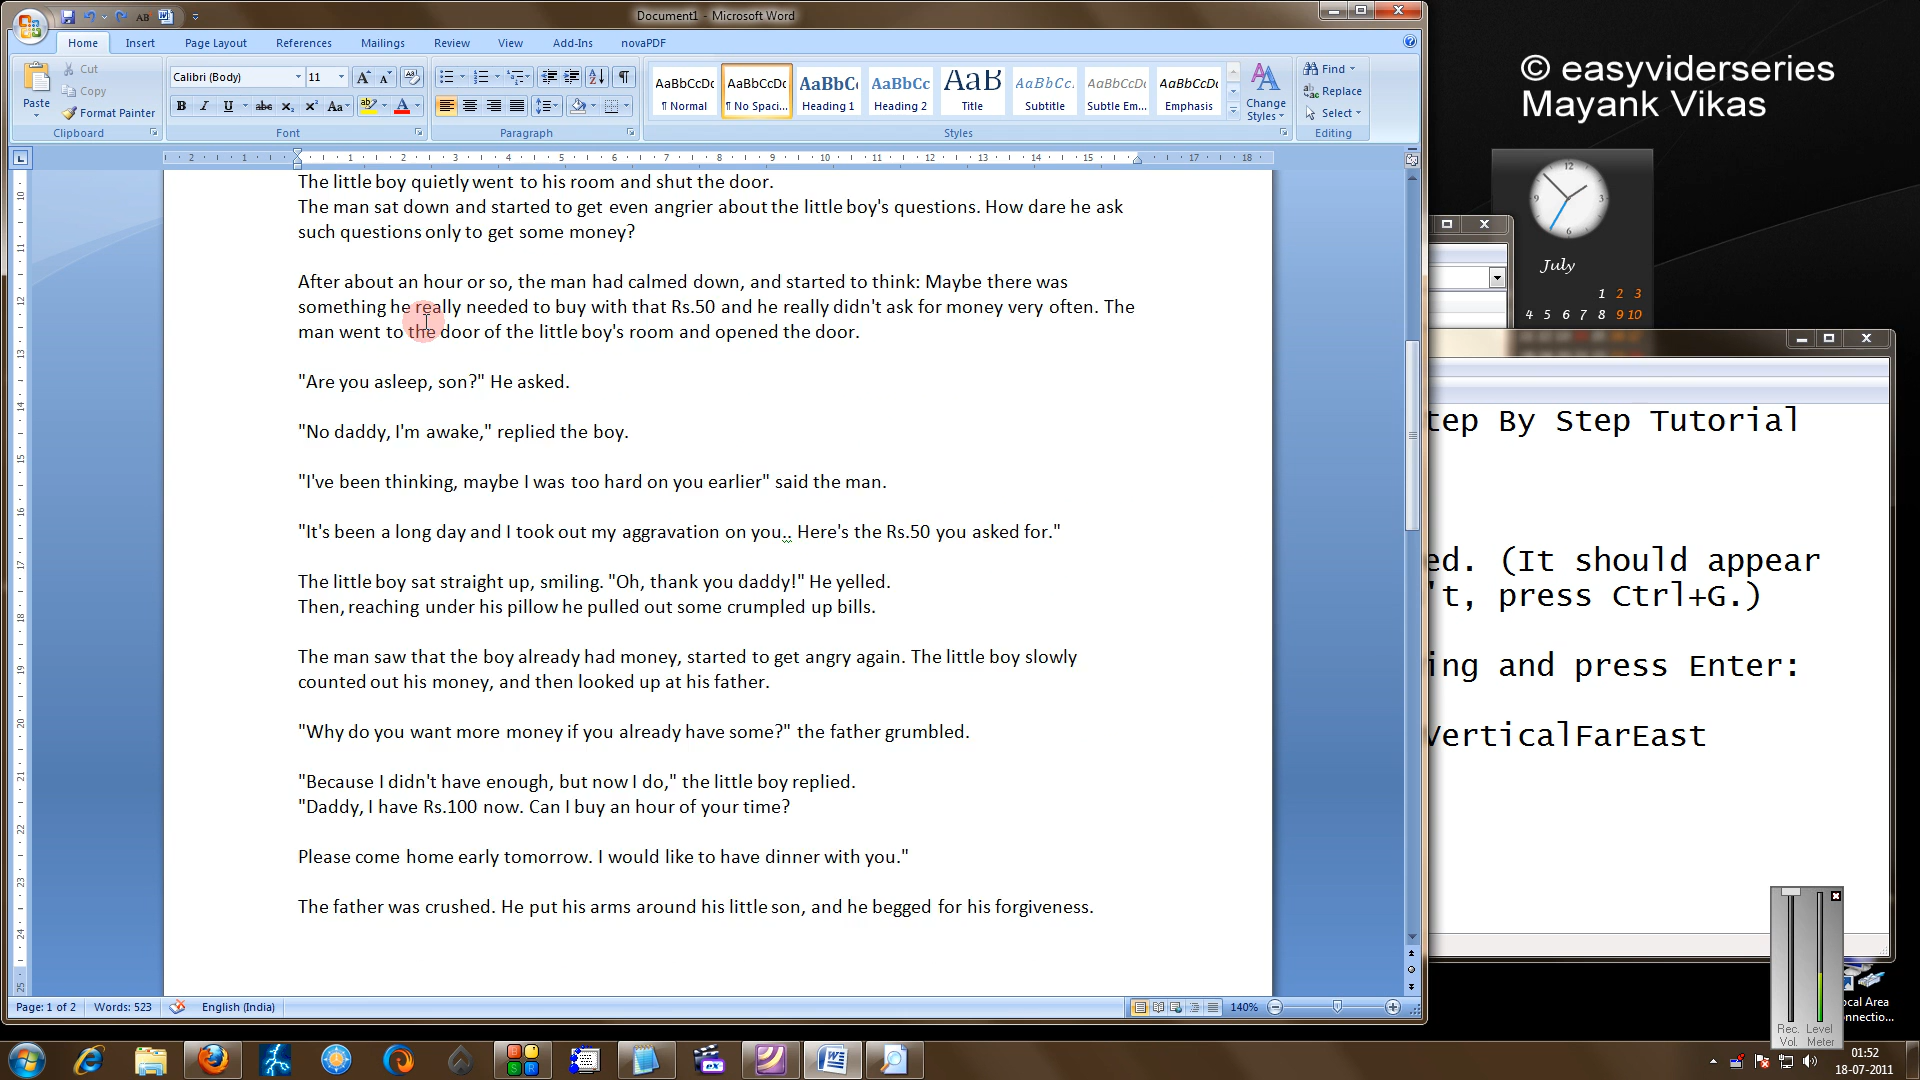 Document1 - Microsoft Word
Home Insert Page Layout References Mailings Review View Add-Ins novaPDF
Paste
Cut
Copy
Format Painter
Clipboard
Calibri (Body) 11
Font
Paragraph
AaBbCcDc AaBbCcDc AaBbC AaBbCc AaB AaBbCc. AaBbCcDc AaBbCcDc
¶ Normal ¶ No Spaci... Heading 1 Heading 2 Title Subtitle Subtle Em... Emphasis
Change Styles
Styles
Find
Replace
Select
Editing
© easyviderseries
Mayank Vikas
The little boy quietly went to his room and shut the door.
The man sat down and started to get even angrier about the little boy's questions. How dare he ask
such questions only to get some money?
After about an hour or so, the man had calmed down, and started to think: Maybe there was
something he really needed to buy with that Rs.50 and he really didn't ask for money very often. The
man went to the door of the little boy's room and opened the door.
"Are you asleep, son?" He asked.
"No daddy, I'm awake," replied the boy.
"I've been thinking, maybe I was too hard on you earlier" said the man.
"It's been a long day and I took out my aggravation on you.. Here's the Rs.50 you asked for."
The little boy sat straight up, smiling. "Oh, thank you daddy!" He yelled.
Then, reaching under his pillow he pulled out some crumpled up bills.
The man saw that the boy already had money, started to get angry again. The little boy slowly
counted out his money, and then looked up at his father.
"Why do you want more money if you already have some?" the father grumbled.
"Because I didn't have enough, but now I do," the little boy replied.
"Daddy, I have Rs.100 now. Can I buy an hour of your time?
Please come home early tomorrow. I would like to have dinner with you."
The father was crushed. He put his arms around his little son, and he begged for his forgiveness.
July
1 2 3
4 5 6 7 8 9 10
tep By Step Tutorial
ed. (It should appear
't, press Ctrl+G.)
ing and press Enter:
VerticalFarEast
Rec. Vol.
Level Meter
ocal Area
onnectio...
Page: 1 of 2 Words: 523 English (India) 140%
01:52
18-07-2011